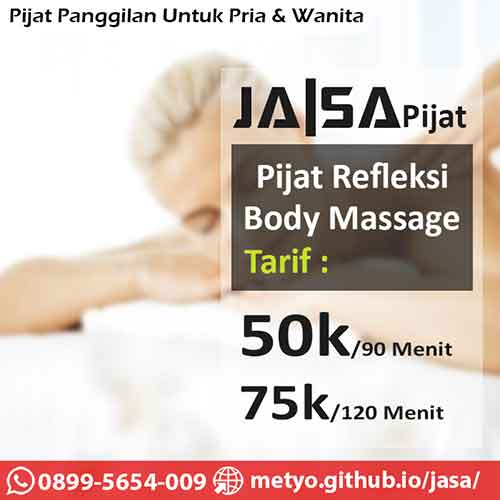 Pijat Panggilan Untuk Pria & Wanita
JA|SA Pijat
Pijat Refleksi
Body Massage
Tarif :
50k/90 Menit
75k/120 Menit
0899-5654-009 metyo.github.io/jasa/